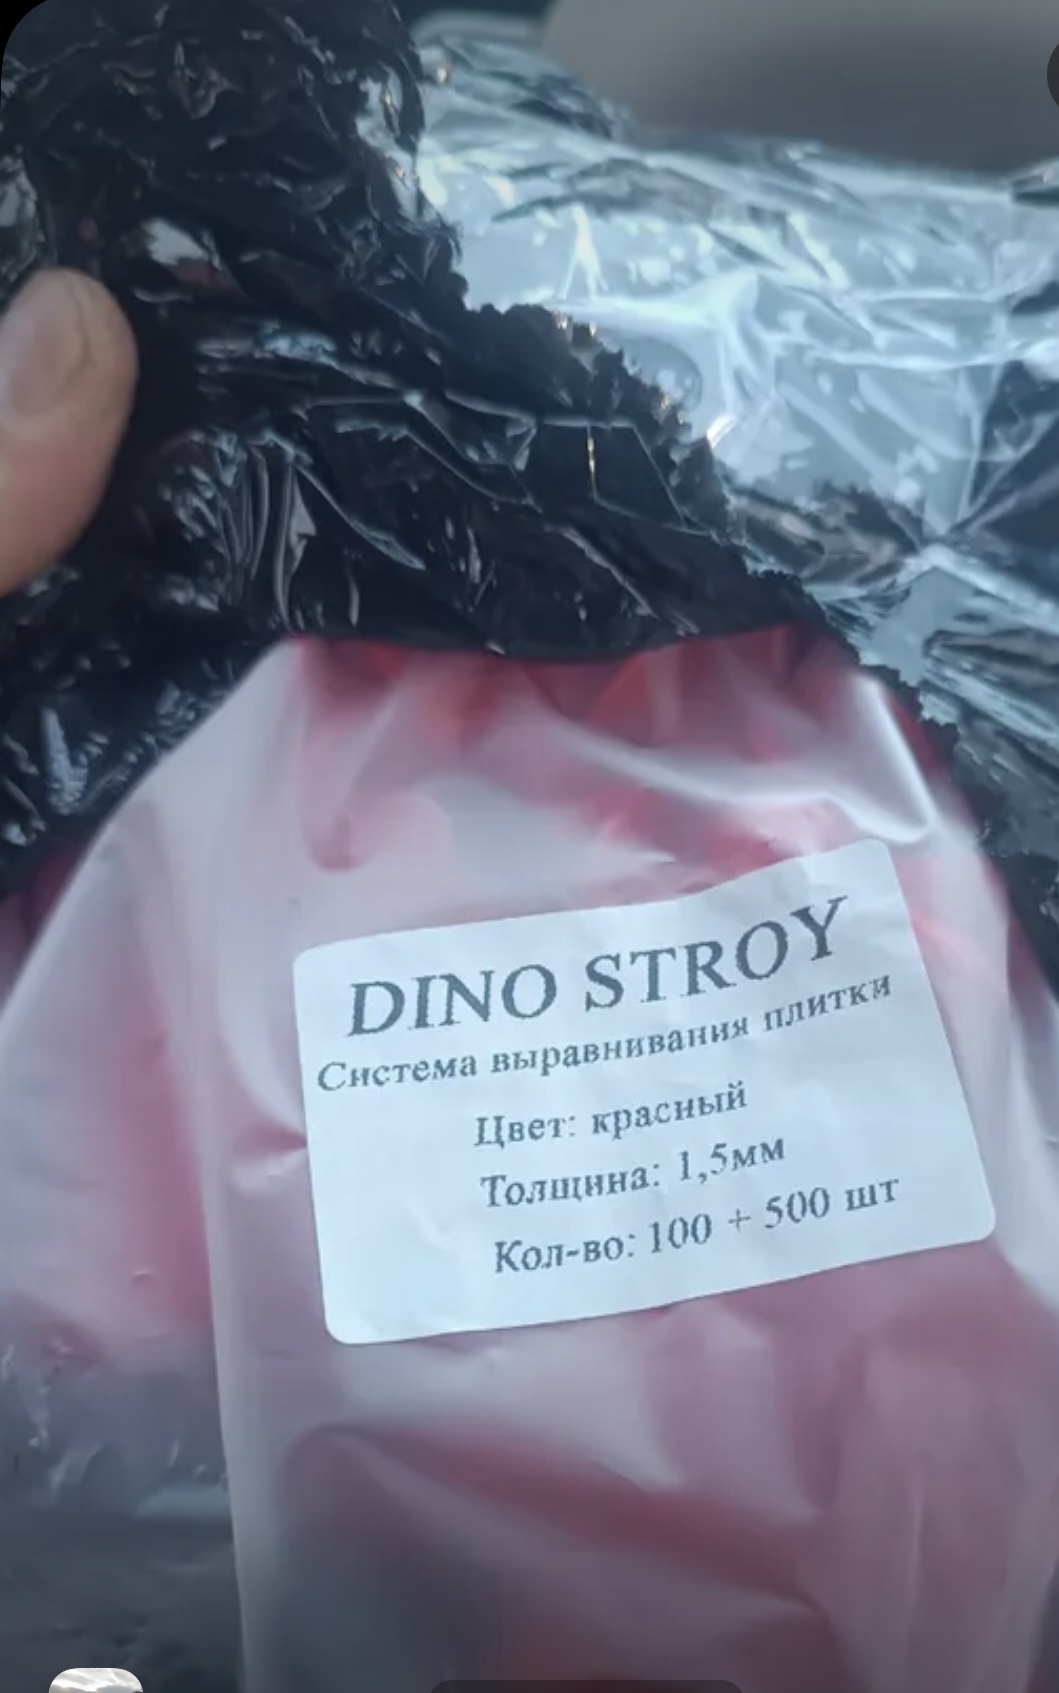 DINO STROY
Система выравнивания плитки
Цвет: красный
Толщина: 1,5мм
Кол-во: 100 + 500 шт